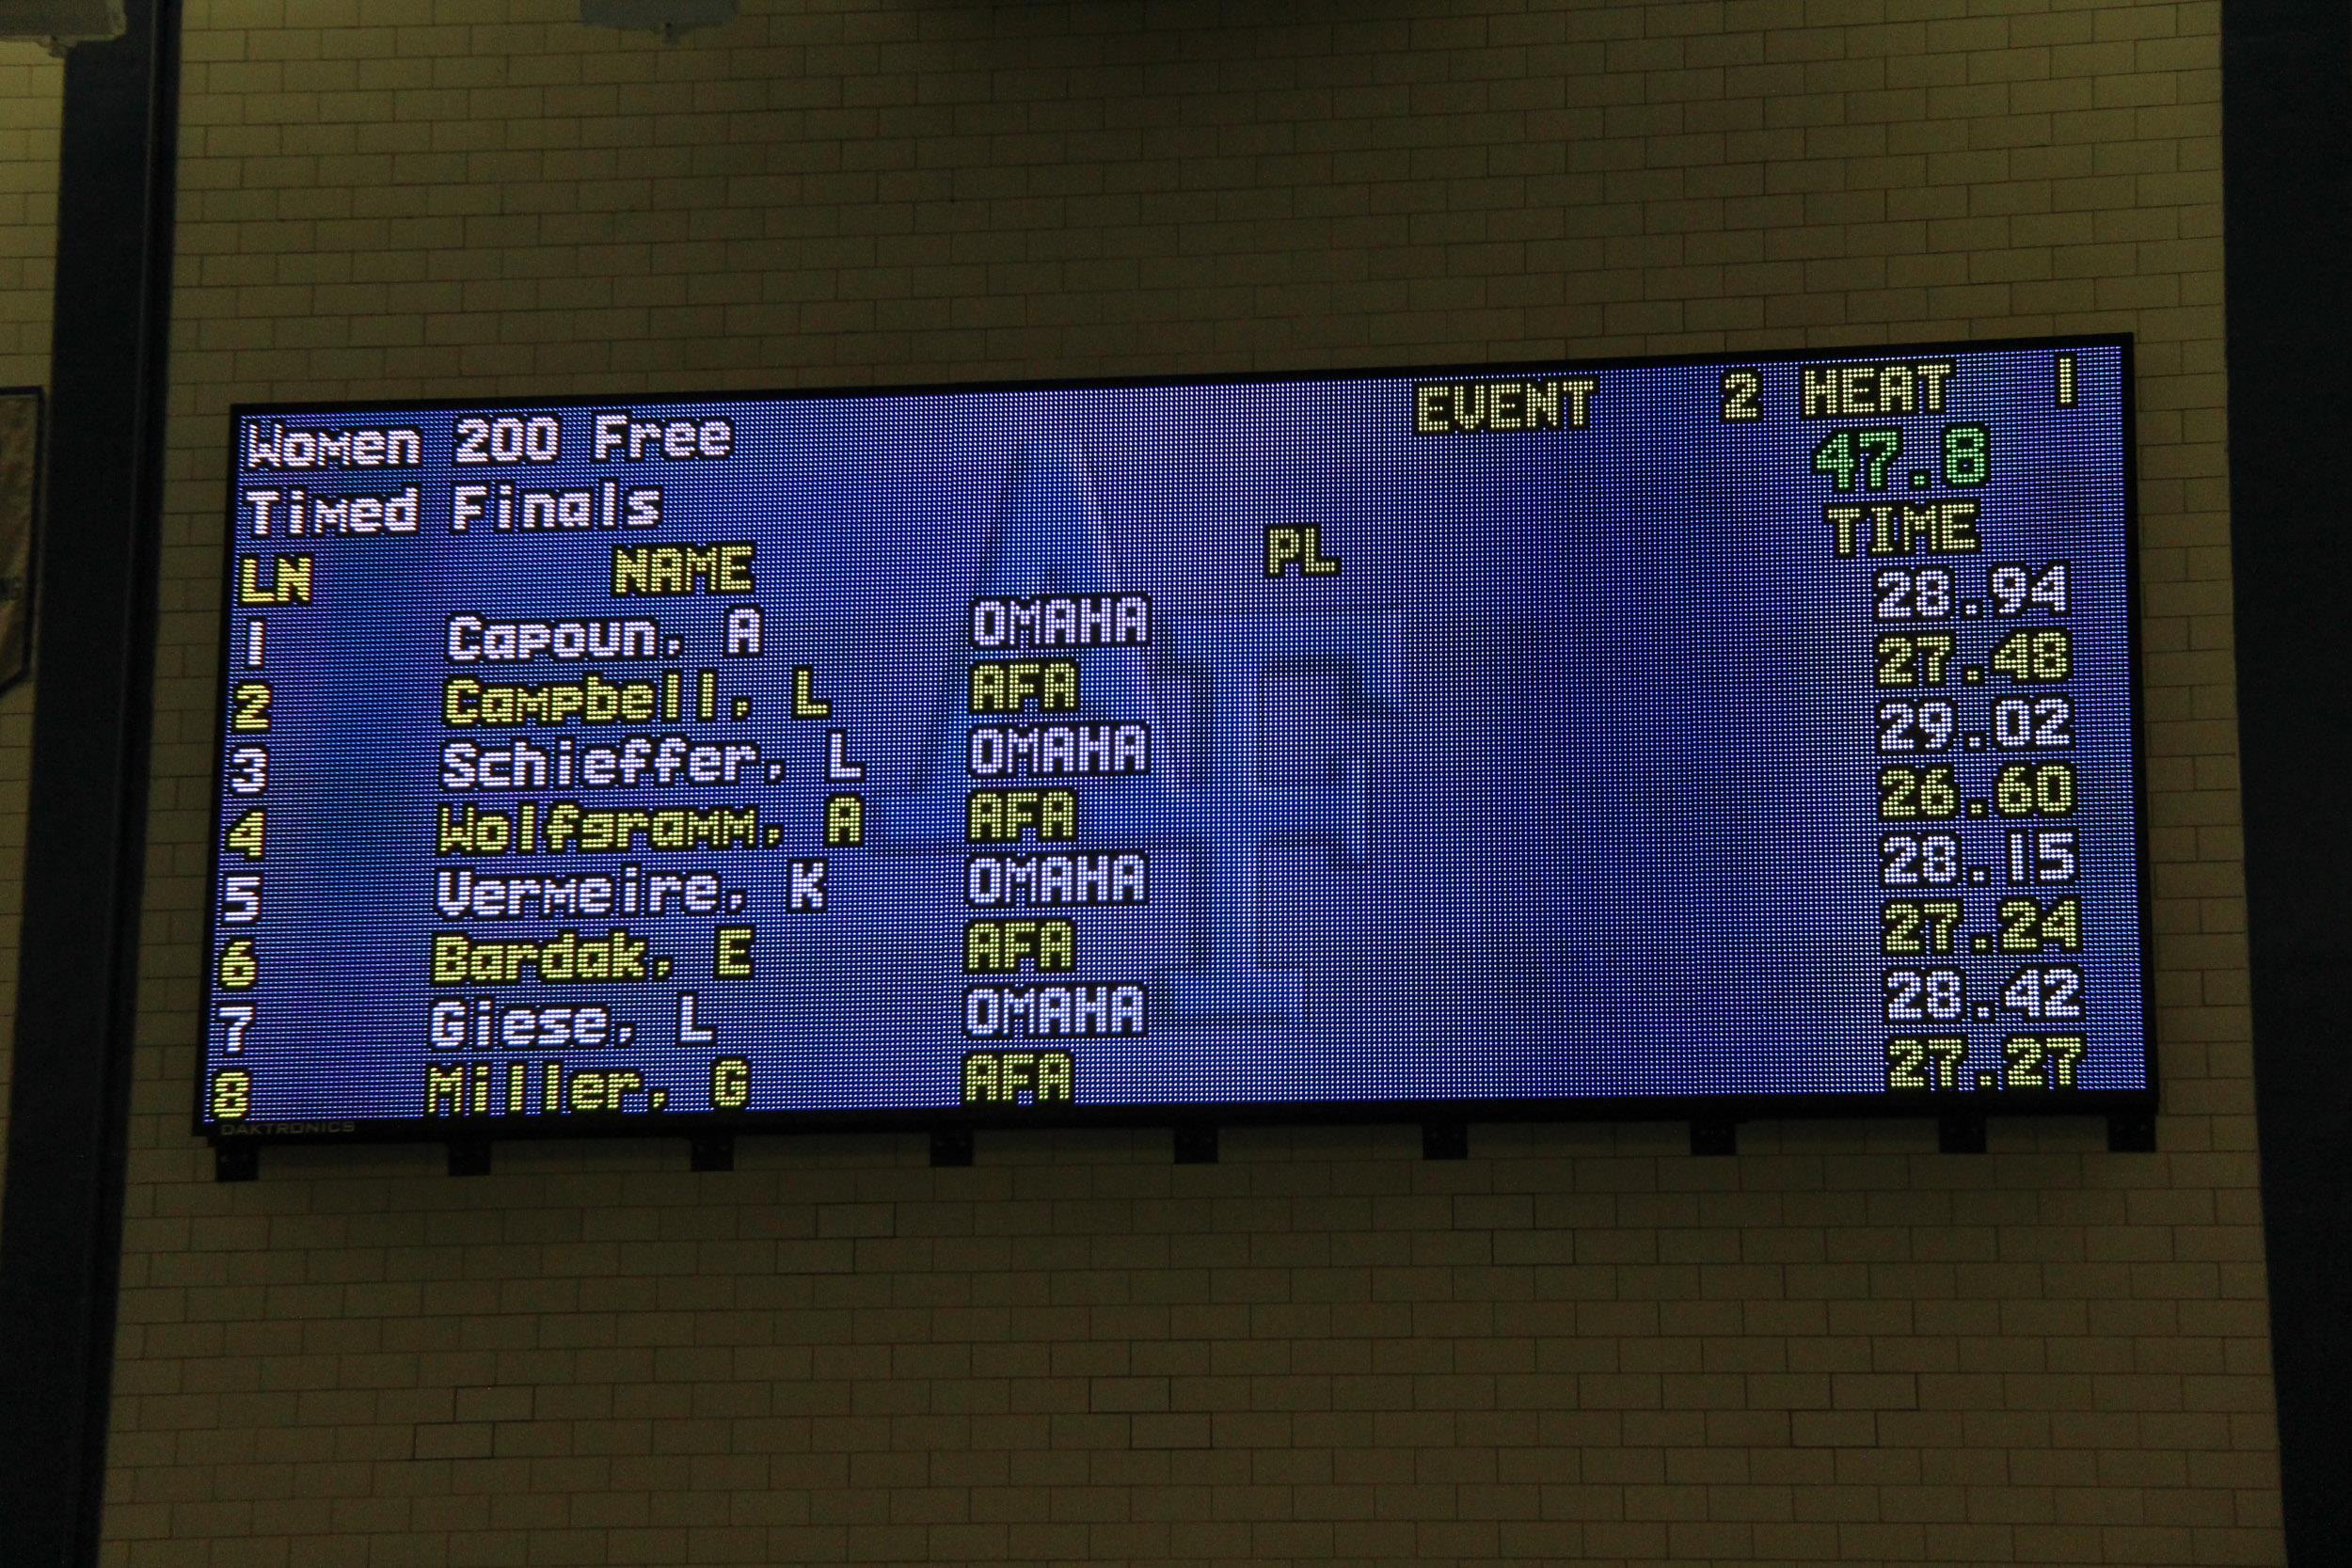 Women 200 Free EVENT 2 HEAT 1
Timed Finals 47.8
LN NAME PL TIME
1 Capoun, A OMAHA 28.94
2 Campbell, L AFA 27.48
3 Schieffer, L OMAHA 29.02
4 Wolfgramm, A AFA 26.60
5 Vermeire, K OMAHA 28.15
6 Bardak, E AFA 27.24
7 Giese, L OMAHA 28.42
8 Miller, G AFA 27.27
DAKTRONICS